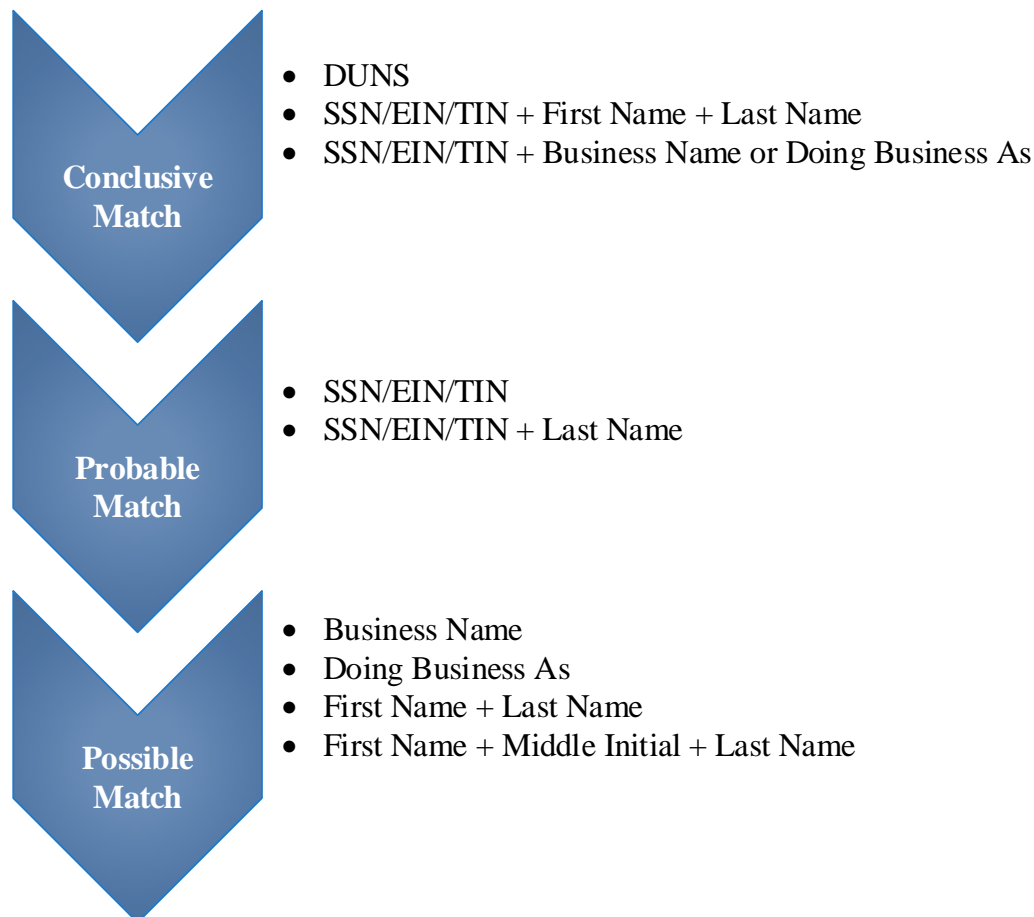 Conclusive
Match
• DUNS
• SSN/EIN/TIN + First Name + Last Name
• SSN/EIN/TIN + Business Name or Doing Business As
Probable
Match
• SSN/EIN/TIN
• SSN/EIN/TIN + Last Name
Possible
Match
• Business Name
• Doing Business As
• First Name + Last Name
• First Name + Middle Initial + Last Name